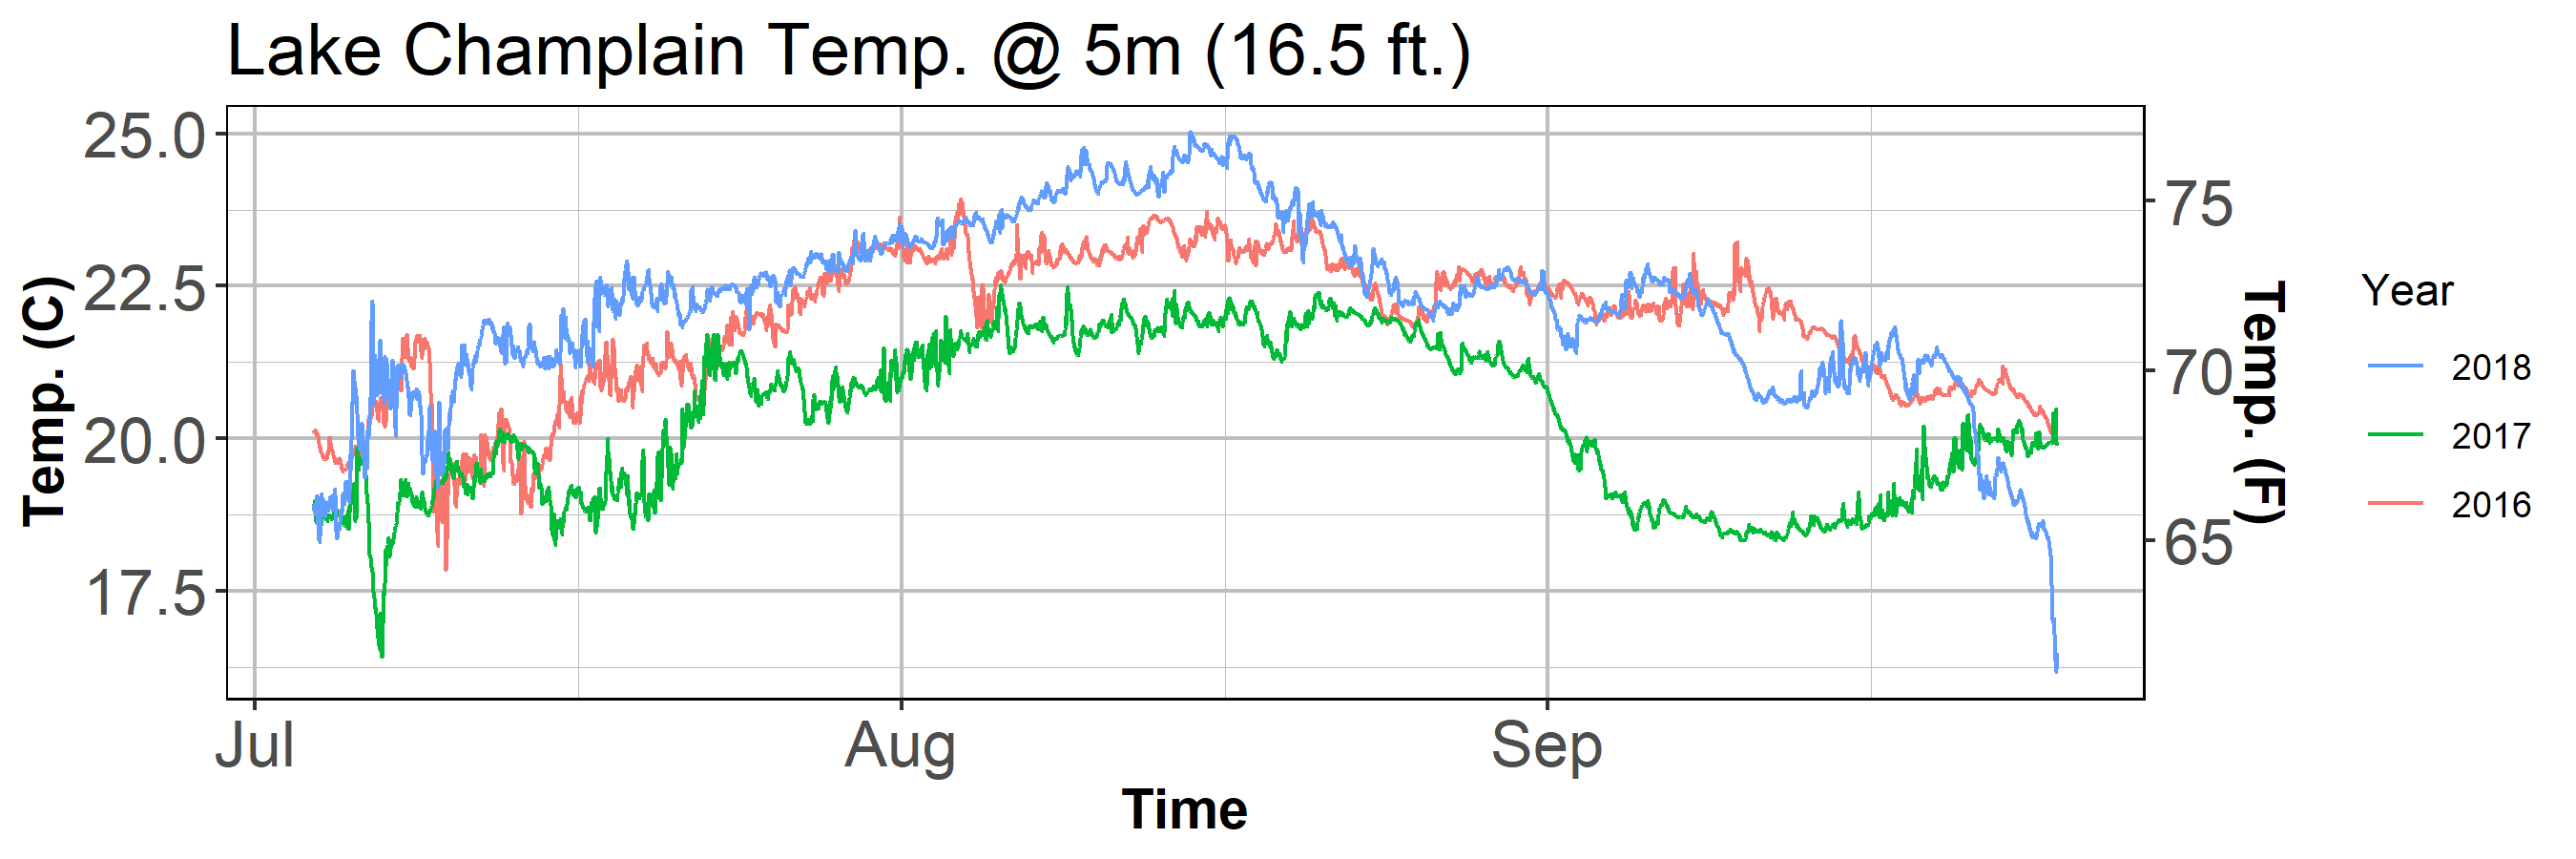 Lake Champlain Temp. @ 5m (16.5 ft.)
Temp. (C)
25.0
22.5
20.0
17.5
75
70
65
Temp. (F)
Jul
Aug
Sep
Time
Year
2018
2017
2016